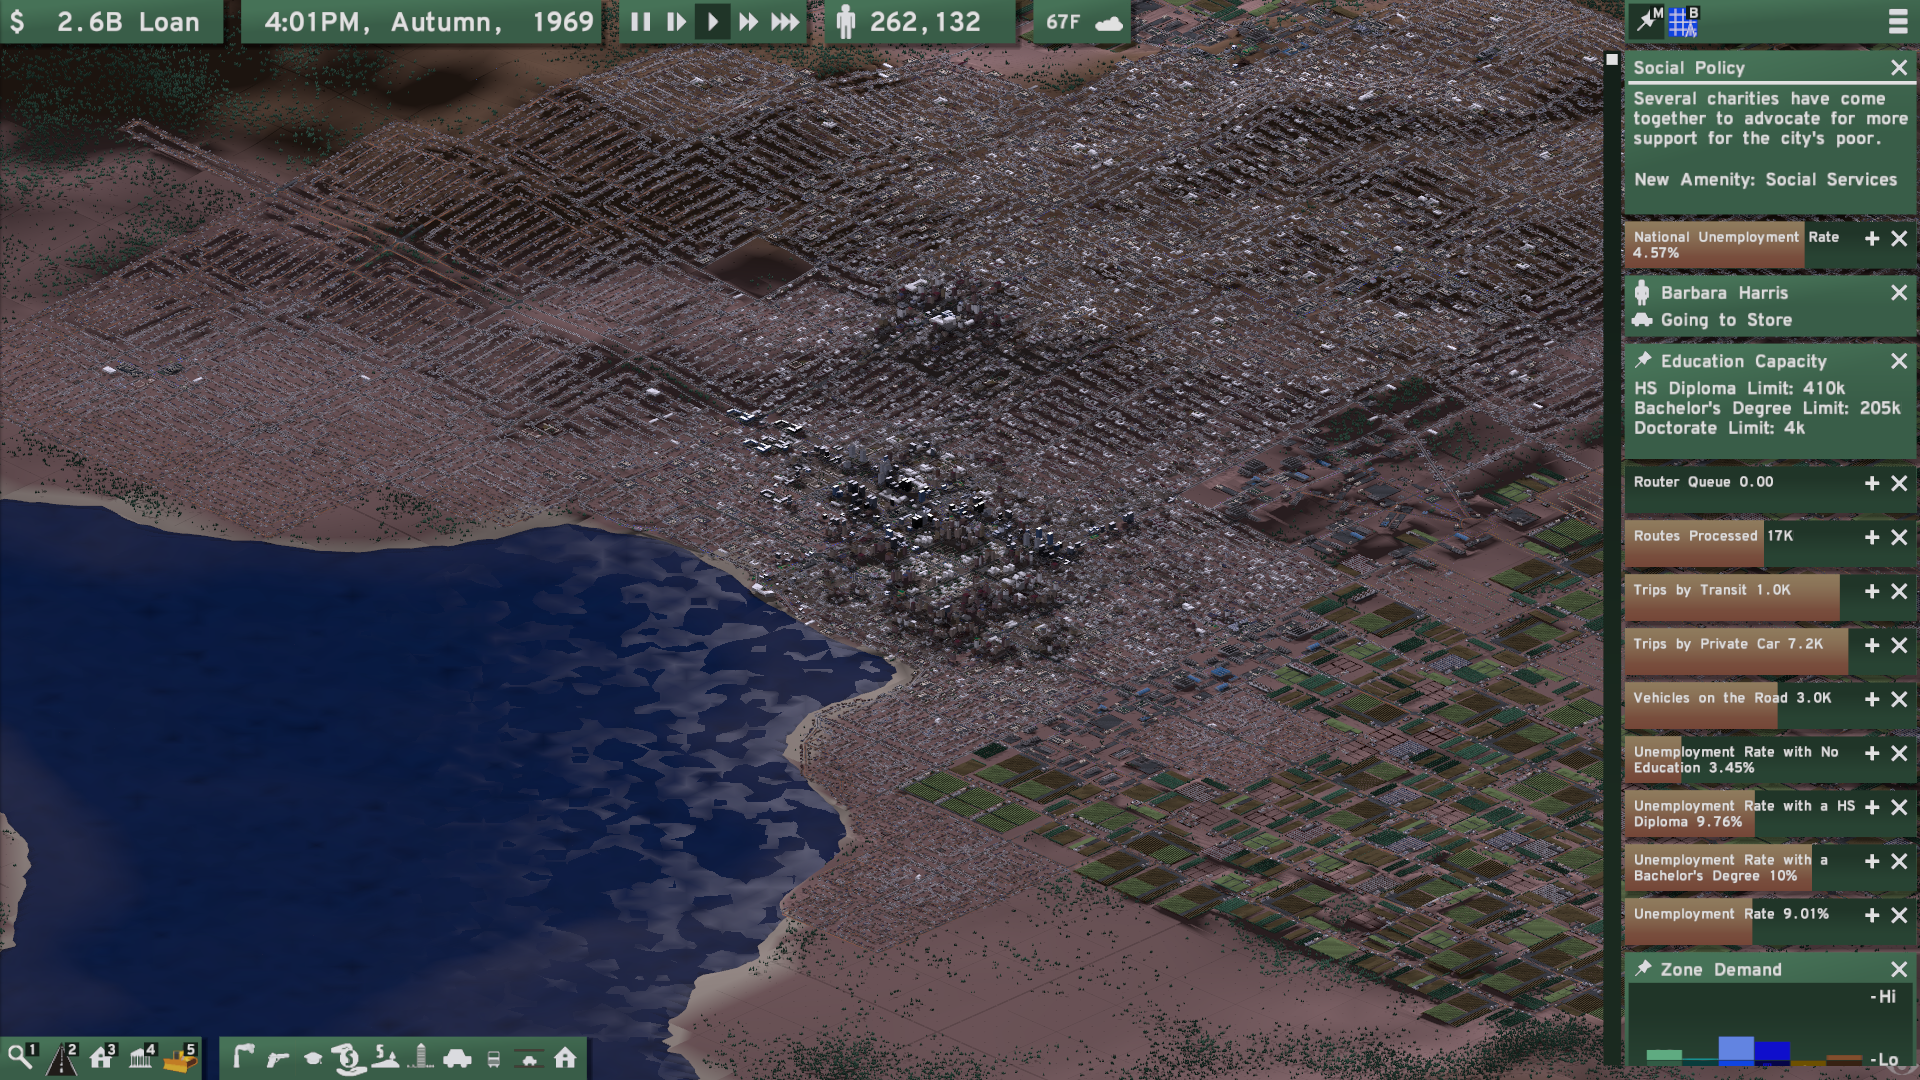 $ 2.6B Loan
4:01PM, Autumn, 1969
262,132
67F
M
B
Social Policy
Several charities have come
together to advocate for more
support for the city's poor.
New Amenity: Social Services
National Unemployment Rate
4.57%
Barbara Harris
Going to Store
Education Capacity
HS Diploma Limit: 410k
Bachelor's Degree Limit: 205k
Doctorate Limit: 4k
Router Queue 0.00
Routes Processed 17K
Trips by Transit 1.0K
Trips by Private Car 7.2K
Vehicles on the Road 3.0K
Unemployment Rate with No
Education 3.45%
Unemployment Rate with a HS
Diploma 9.76%
Unemployment Rate with a
Bachelor's Degree 10%
Unemployment Rate 9.01%
Zone Demand
-Hi
-Lo
1 2 3 4 5